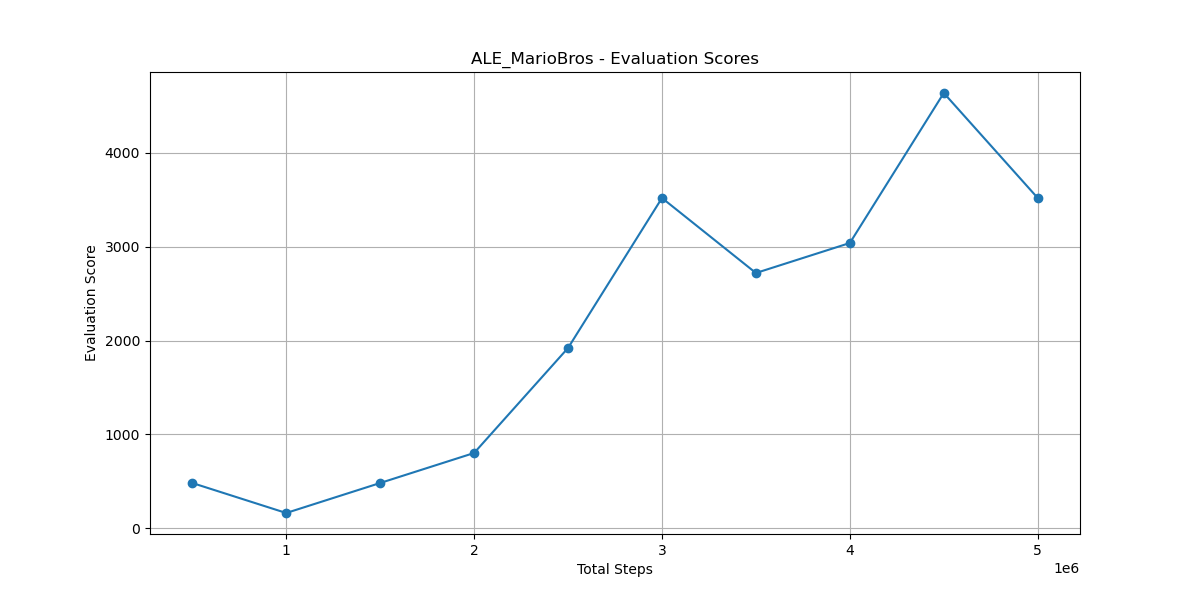 ALE_MarioBros - Evaluation Scores
4000
3000
2000
1000
0
Evaluation Score
1
2
3
4
5
Total Steps
1e6